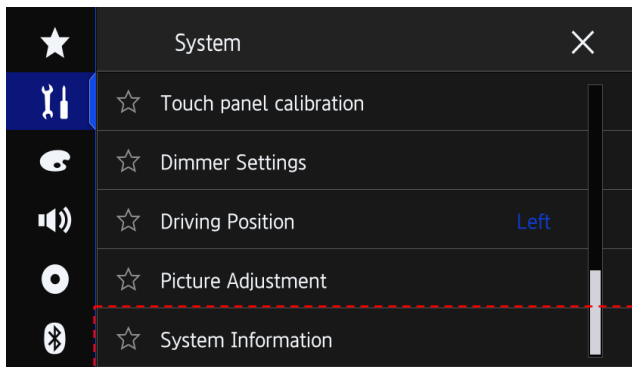 System
Touch panel calibration
Dimmer Settings
Driving Position Left
Picture Adjustment
System Information